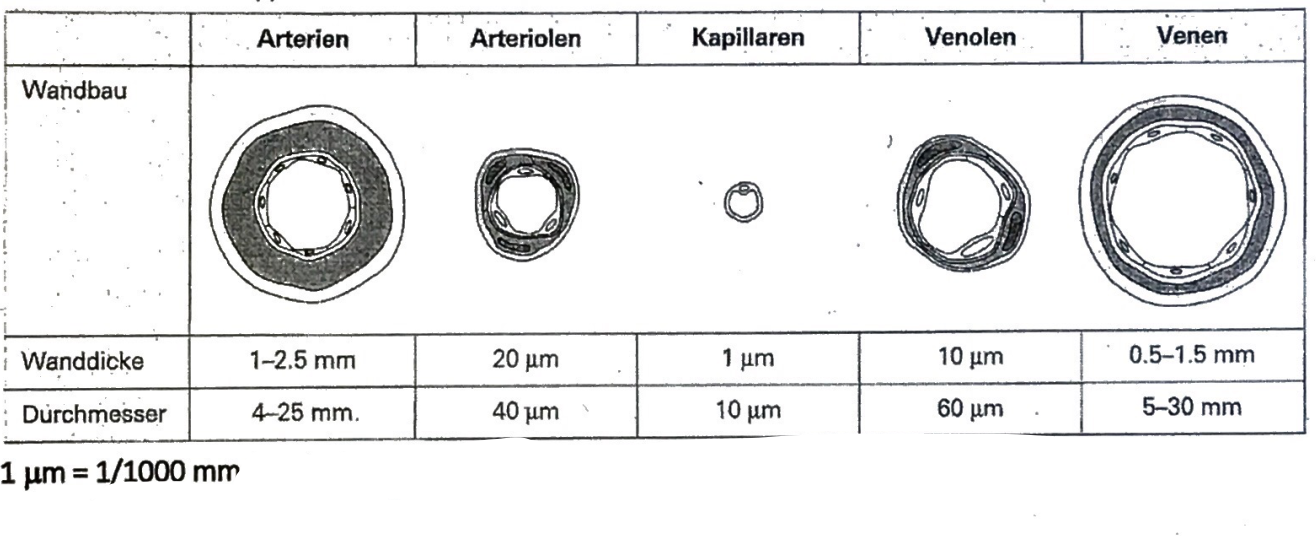 Arterien Arteriolen Kapillaren Venolen Venen
Wandbau
Wanddicke 1–2.5 mm 20 µm 1 µm 10 µm 0.5–1.5 mm
Durchmesser 4–25 mm. 40 µm 10 µm 60 µm 5–30 mm
1 µm = 1/1000 mm